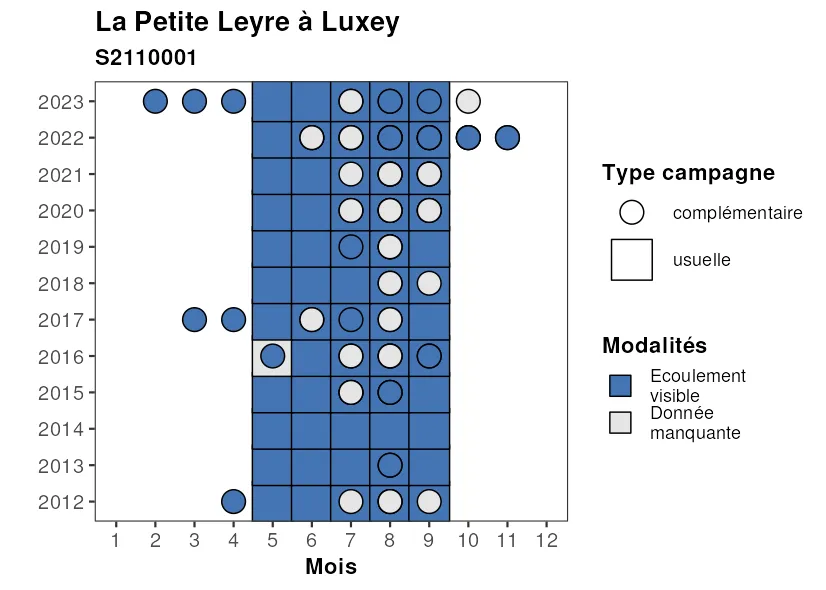 La Petite Leyre à Luxey
S2110001
2023
2022
2021
2020
2019
2018
2017
2016
2015
2014
2013
2012
1 2 3 4 5 6 7 8 9 10 11 12
Mois
Type campagne
complémentaire
usuelle
Modalités
Ecoulement
visible
Donnée
manquante